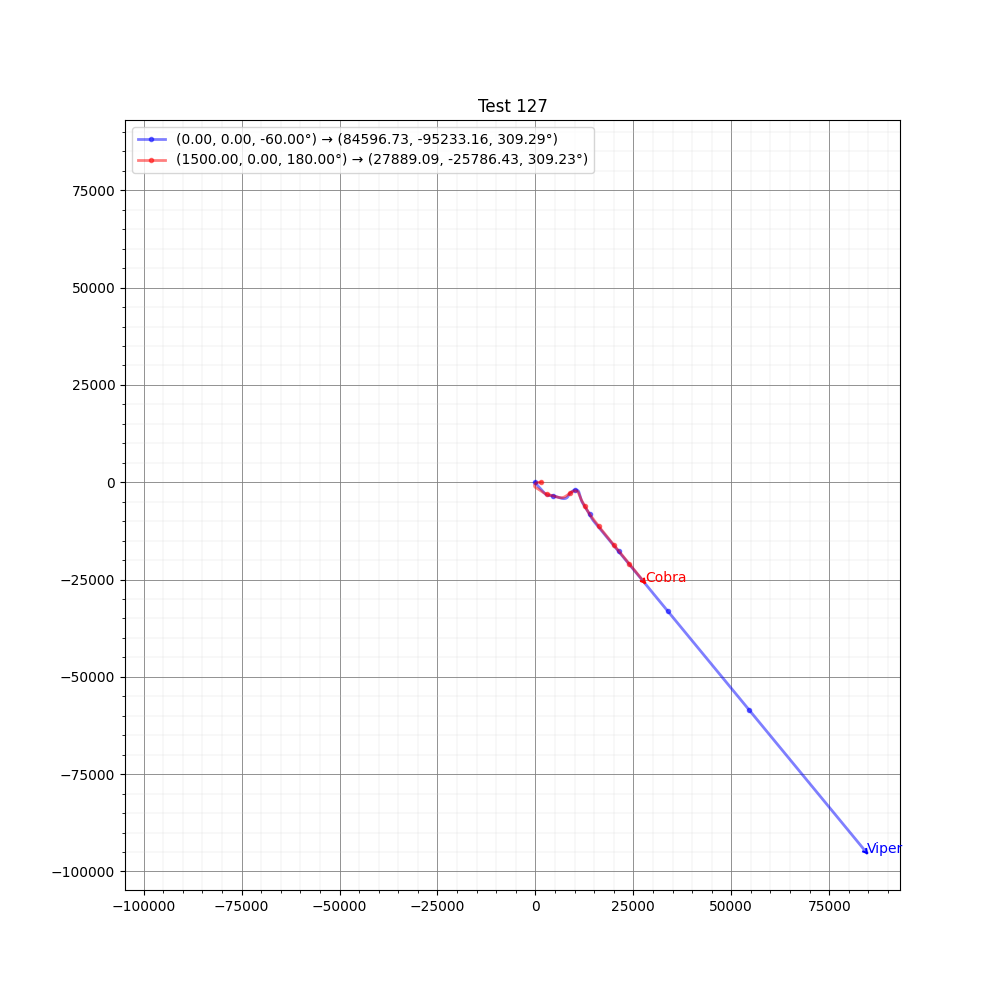 Test 127
(0.00, 0.00, -60.00°) → (84596.73, -95233.16, 309.29°)
(1500.00, 0.00, 180.00°) → (27889.09, -25786.43, 309.23°)
75000
50000
25000
0
−25000
−50000
−75000
−100000
Cobra
Viper
−100000 −75000 −50000 −25000 0 25000 50000 75000